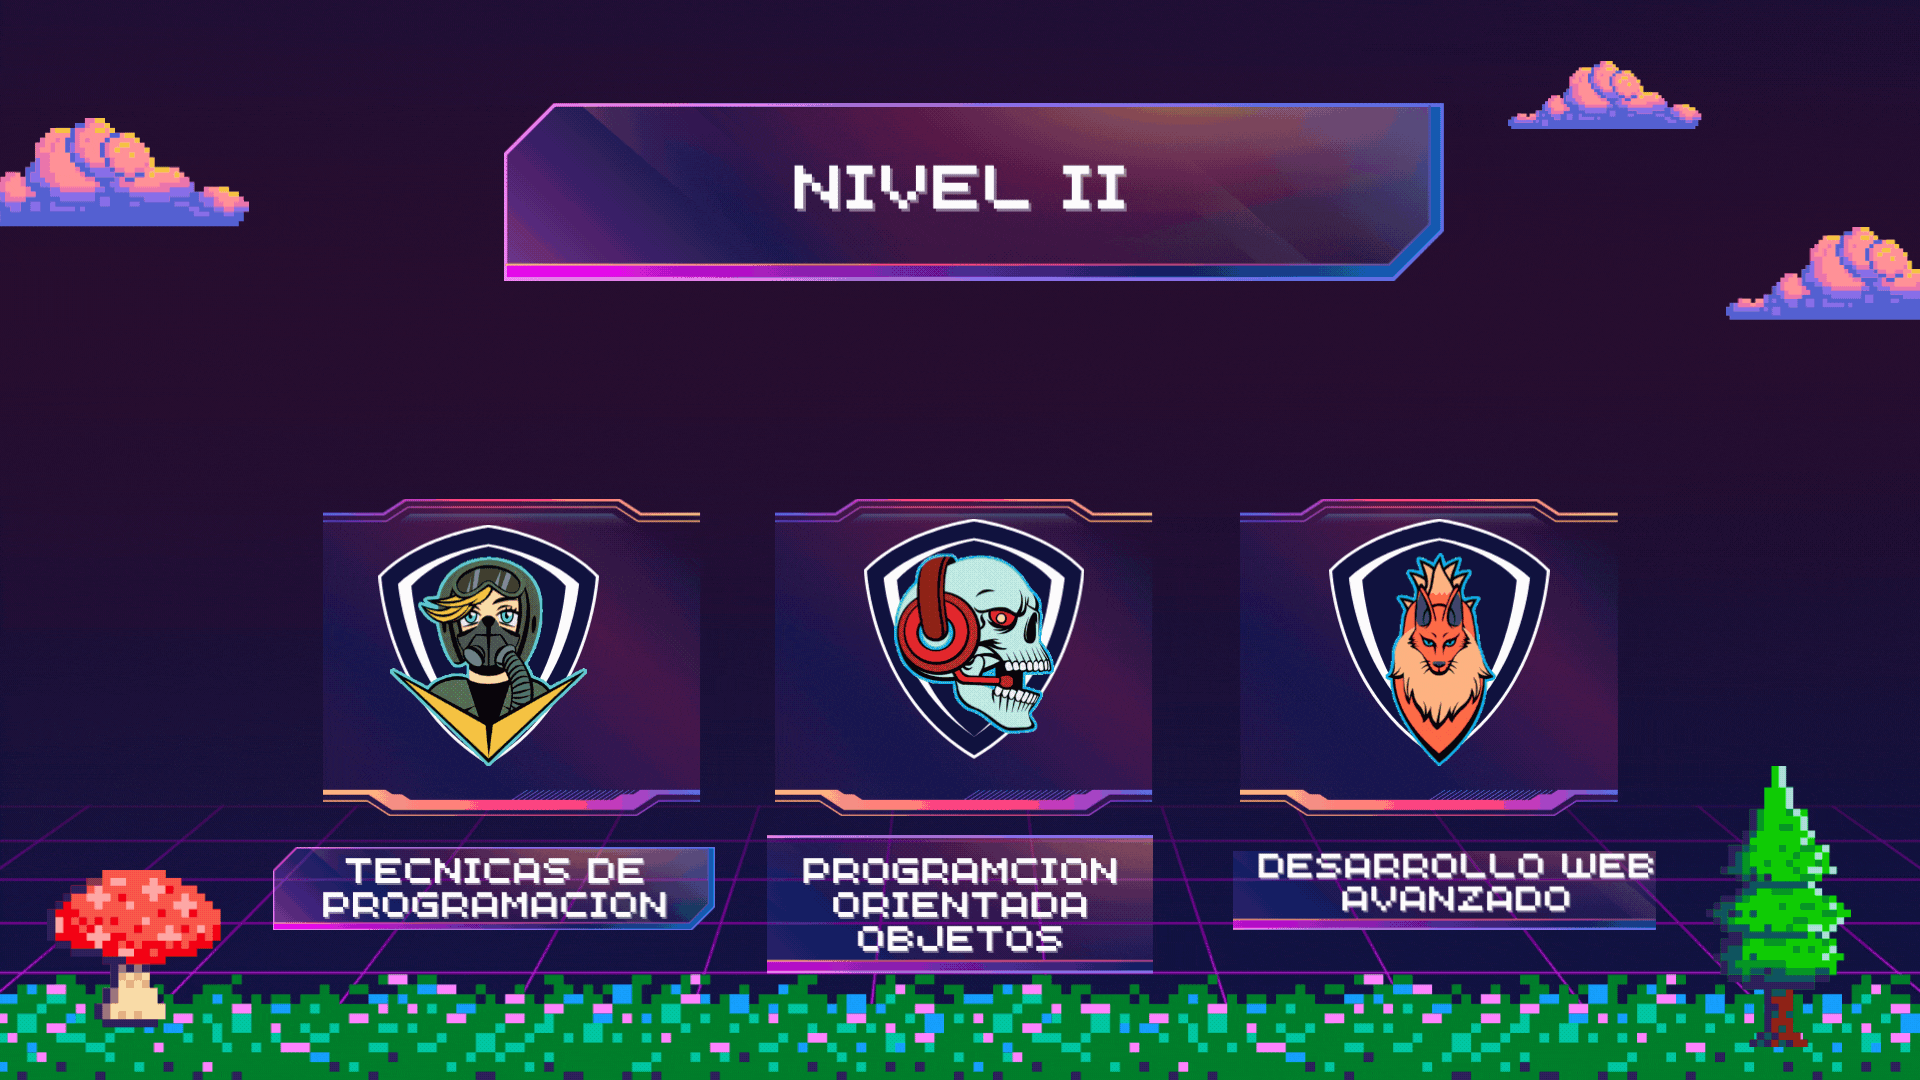 NIVEL II
TECNICAS DE
PROGRAMACION
PROGRAMCION
ORIENTADA
OBJETOS
DESARROLLO WEB
AVANZADO